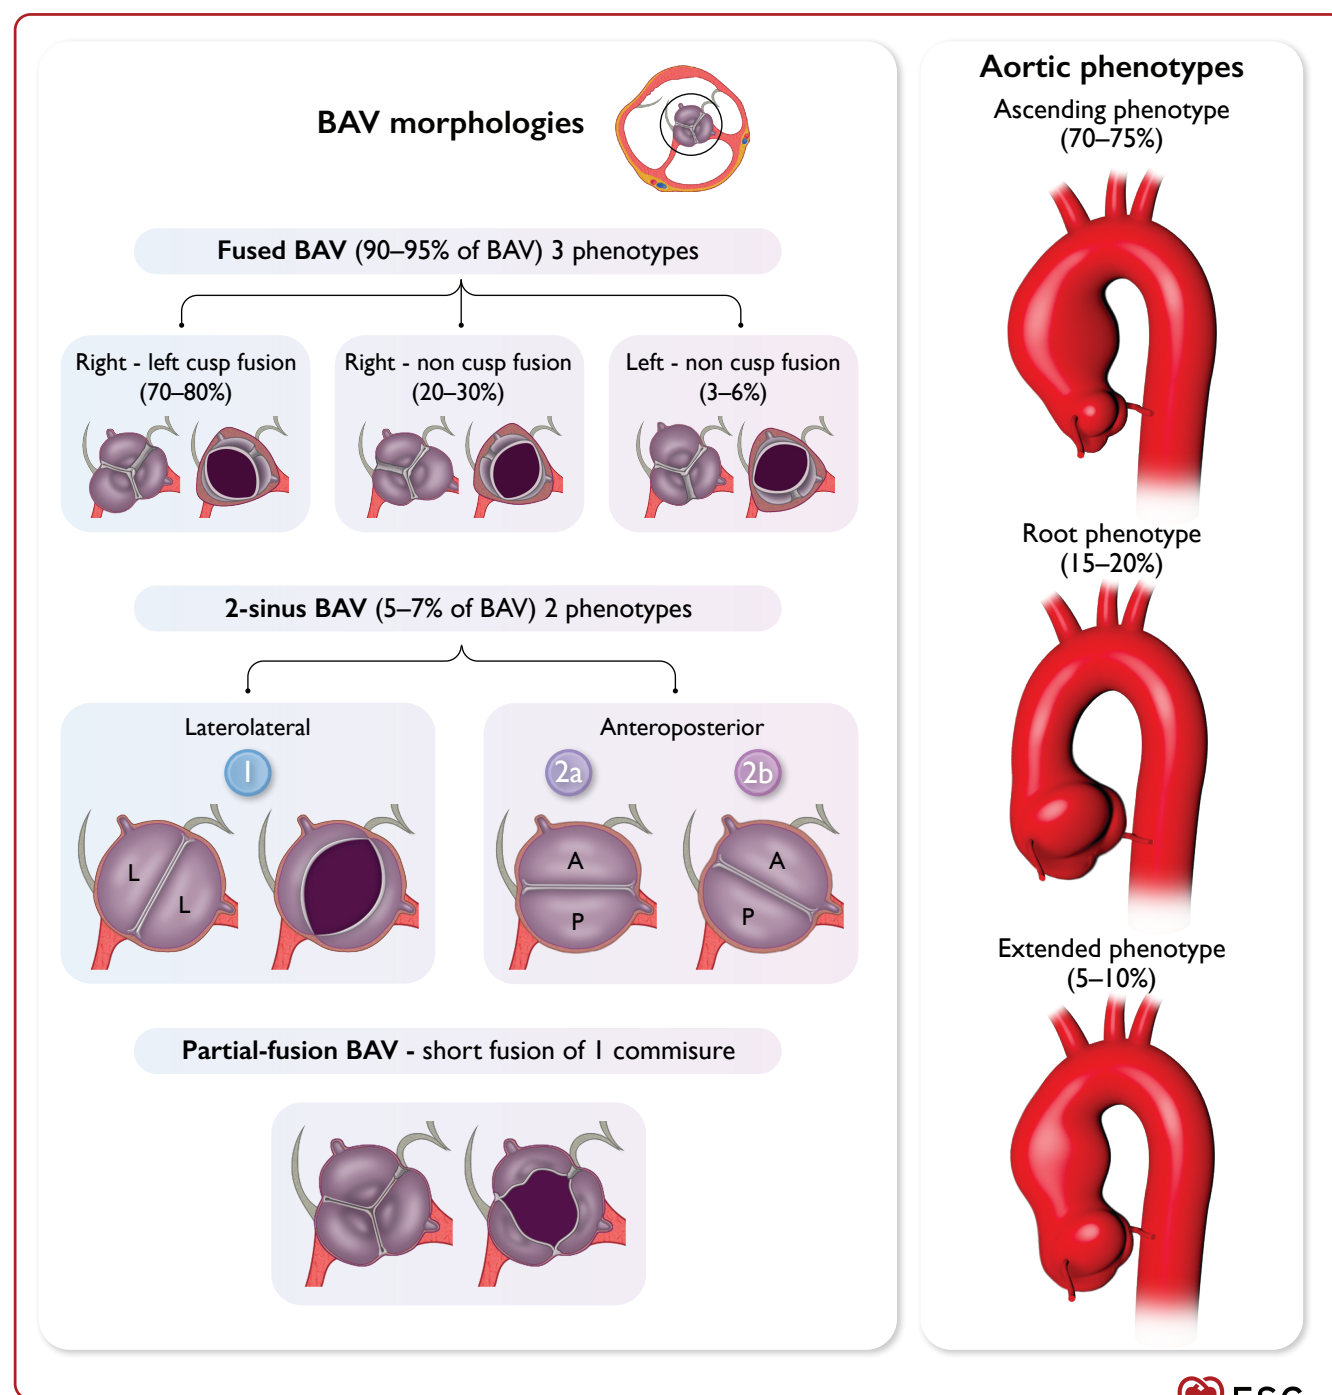 BAV morphologies
Fused BAV (90–95% of BAV) 3 phenotypes
Right - left cusp fusion
(70–80%)
Right - non cusp fusion
(20–30%)
Left - non cusp fusion
(3–6%)
2-sinus BAV (5–7% of BAV) 2 phenotypes
Laterolateral
1
L
L
Anteroposterior
2a
2b
A
P
A
P
Partial-fusion BAV - short fusion of 1 commisure
Aortic phenotypes
Ascending phenotype
(70–75%)
Root phenotype
(15–20%)
Extended phenotype
(5–10%)
ESC